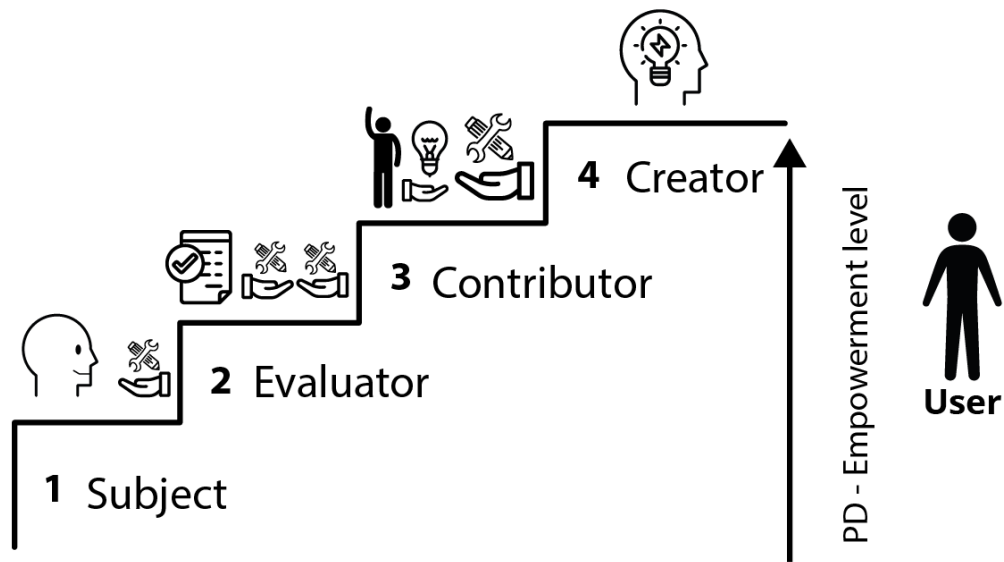 4 Creator
3 Contributor
2 Evaluator
1 Subject
PD - Empowerment level
User